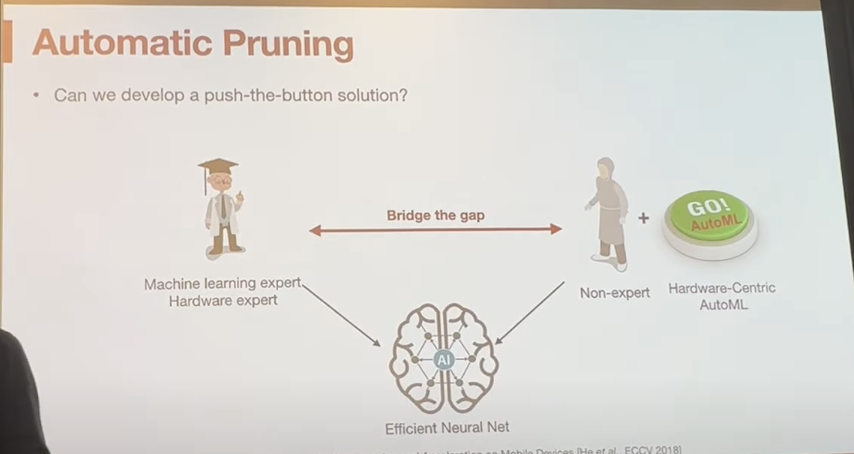 Automatic Pruning
• Can we develop a push-the-button solution?
Bridge the gap
+
GO!
AutoML
Machine learning expert,
Hardware expert
Non-expert
Hardware-Centric
AutoML
AI
Efficient Neural Net
on Mobile Devices [He et al., ECCV 2018]